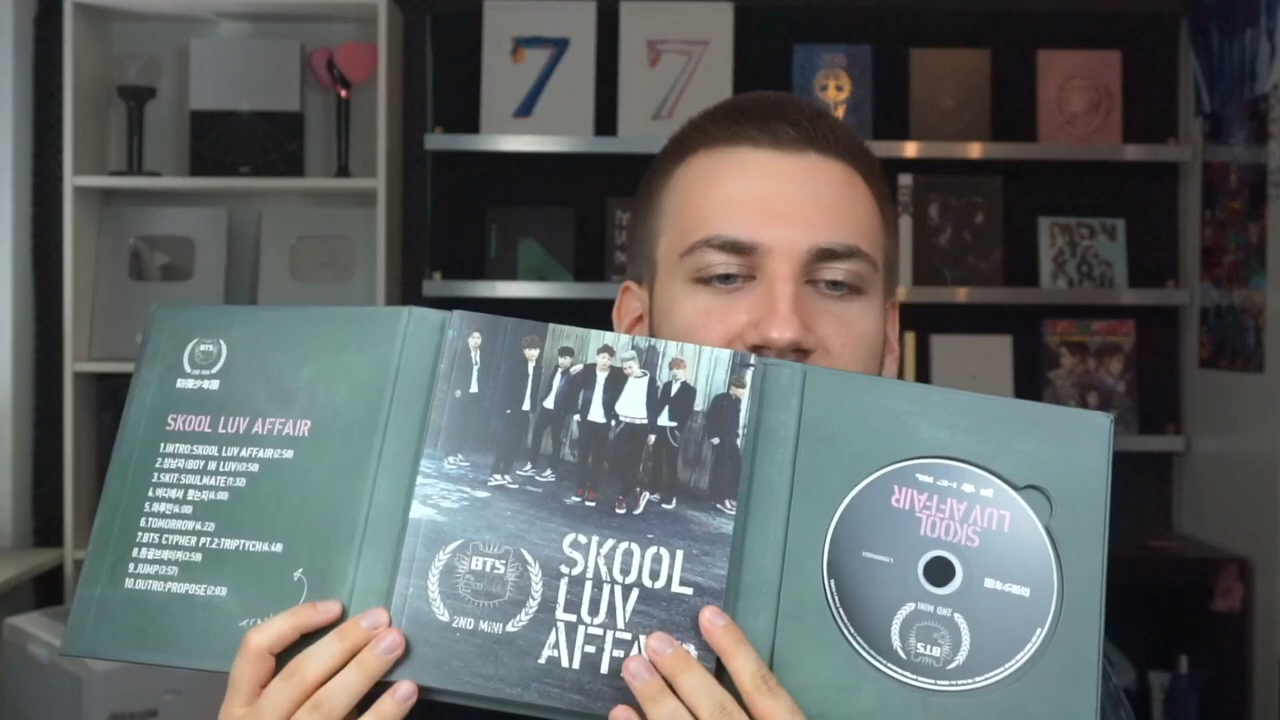 7
7
BTS
防彈少年團
SKOOL LUV AFFAIR
1.INTRO:SKOOL LUV AFFAIR(2:58)
2.상남자(BOY IN LUV)(3:50)
3.SKIT:SOULMATE(1:32)
4.어디에서 왔는지(4:00)
5.하루만(4:00)
6.TOMORROW(4:22)
7.BTS CYPHER PT.2:TRIPTYCH(4:48)
8.등골브레이커(3:59)
9.JUMP(3:57)
10.OUTRO:PROPOSE(2:03)
BTS
2ND MINI
SKOOL
LUV
AFFAIR
SKOOL
LUV AFFAIR
防彈少年團
2ND MINI
BTS